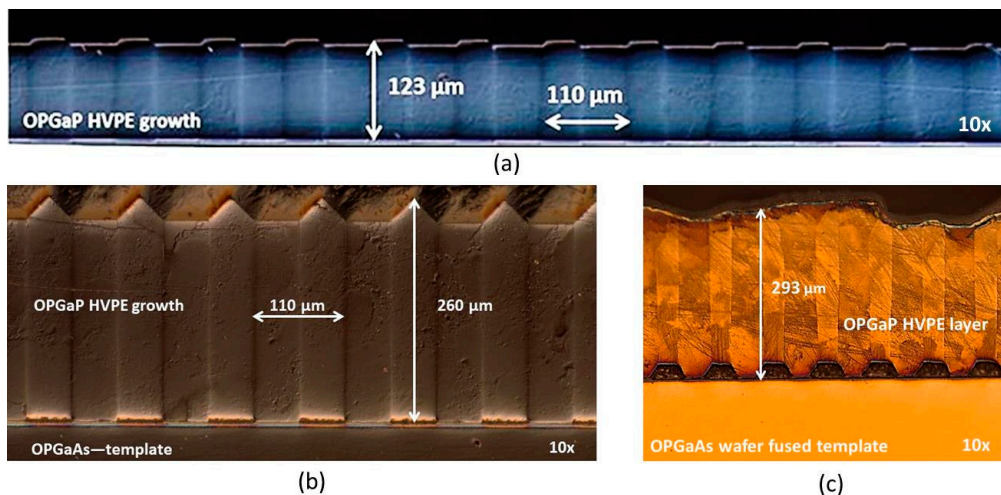 123 μm
110 μm
OPGaP HVPE growth
10x
(a)
OPGaP HVPE growth
110 μm
260 μm
OPGaAs—template
10x
(b)
293 μm
OPGaP HVPE layer
OPGaAs wafer fused template
10x
(c)